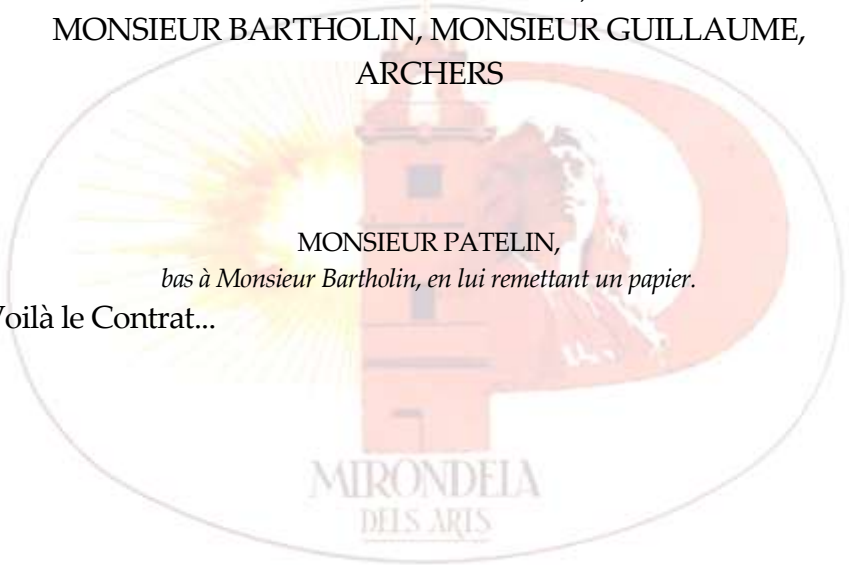 MONSIEUR BARTHOLIN, MONSIEUR GUILLAUME,
ARCHERS
MONSIEUR PATELIN,
bas à Monsieur Bartholin, en lui remettant un papier.
oilà le Contrat...
MIRONDELA
DELS ARTS